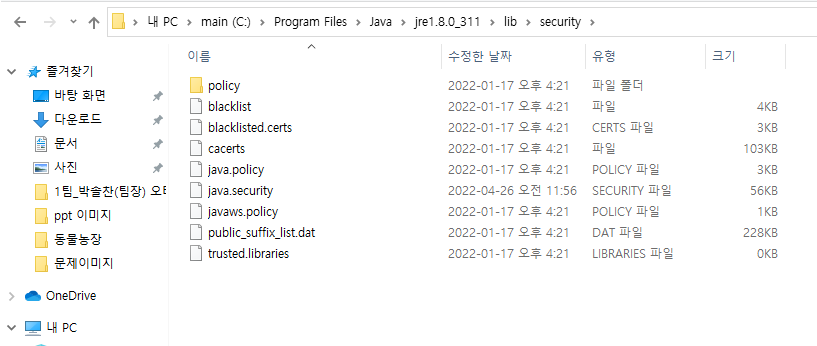 내 PC › main (C:) › Program Files › Java › jre1.8.0_311 › lib › security ›
이름 수정한 날짜 유형 크기
즐겨찾기
바탕 화면
다운로드
문서
사진
1팀_박솔찬(팀장)
ppt 이미지
동물농장
문제이미지
OneDrive
내 PC
policy 2022-01-17 오후 4:21 파일 폴더
blacklist 2022-01-17 오후 4:21 파일 4KB
blacklisted.certs 2022-01-17 오후 4:21 CERTS 파일 3KB
cacerts 2022-01-17 오후 4:21 파일 103KB
java.policy 2022-01-17 오후 4:21 POLICY 파일 3KB
java.security 2022-04-26 오전 11:56 SECURITY 파일 56KB
javaws.policy 2022-01-17 오후 4:21 POLICY 파일 1KB
public_suffix_list.dat 2022-01-17 오후 4:21 DAT 파일 228KB
trusted.libraries 2022-01-17 오후 4:21 LIBRARIES 파일 0KB